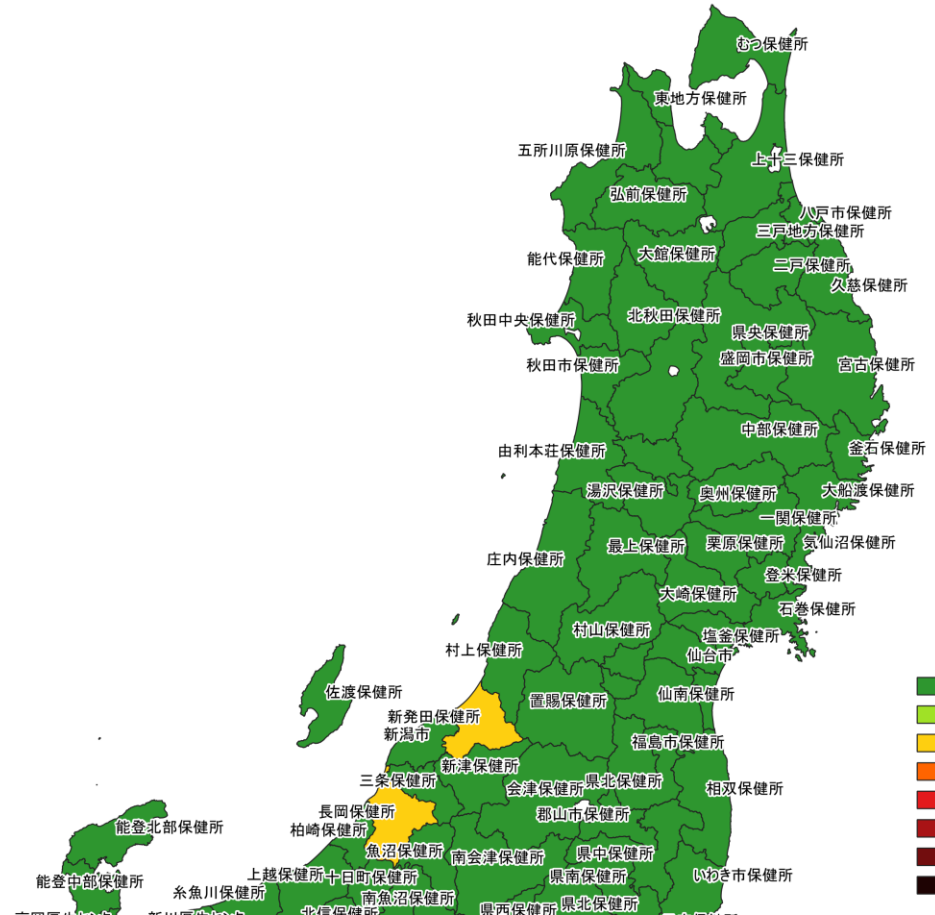 むつ保健所
東地方保健所
五所川原保健所
上十三保健所
弘前保健所
八戸市保健所
三戸地方保健所
大館保健所
能代保健所
二戸保健所
久慈保健所
北秋田保健所
秋田中央保健所
県央保健所
盛岡市保健所
秋田市保健所
宮古保健所
中部保健所
釜石保健所
由利本荘保健所
湯沢保健所
奥州保健所
大船渡保健所
一関保健所
気仙沼保健所
栗原保健所
最上保健所
庄内保健所
登米保健所
大崎保健所
石巻保健所
村山保健所
塩釜保健所
村上保健所
仙台市
佐渡保健所
仙南保健所
置賜保健所
新発田保健所
新潟市
福島市保健所
新津保健所
三条保健所
会津保健所
県北保健所
相双保健所
長岡保健所
郡山市保健所
能登北部保健所
柏崎保健所
魚沼保健所
南会津保健所
県中保健所
上越保健所
十日町保健所
県南保健所
いわき市保健所
能登中部保健所
糸魚川保健所
南魚沼保健所
県北保健所
県西保健所
北信保健所